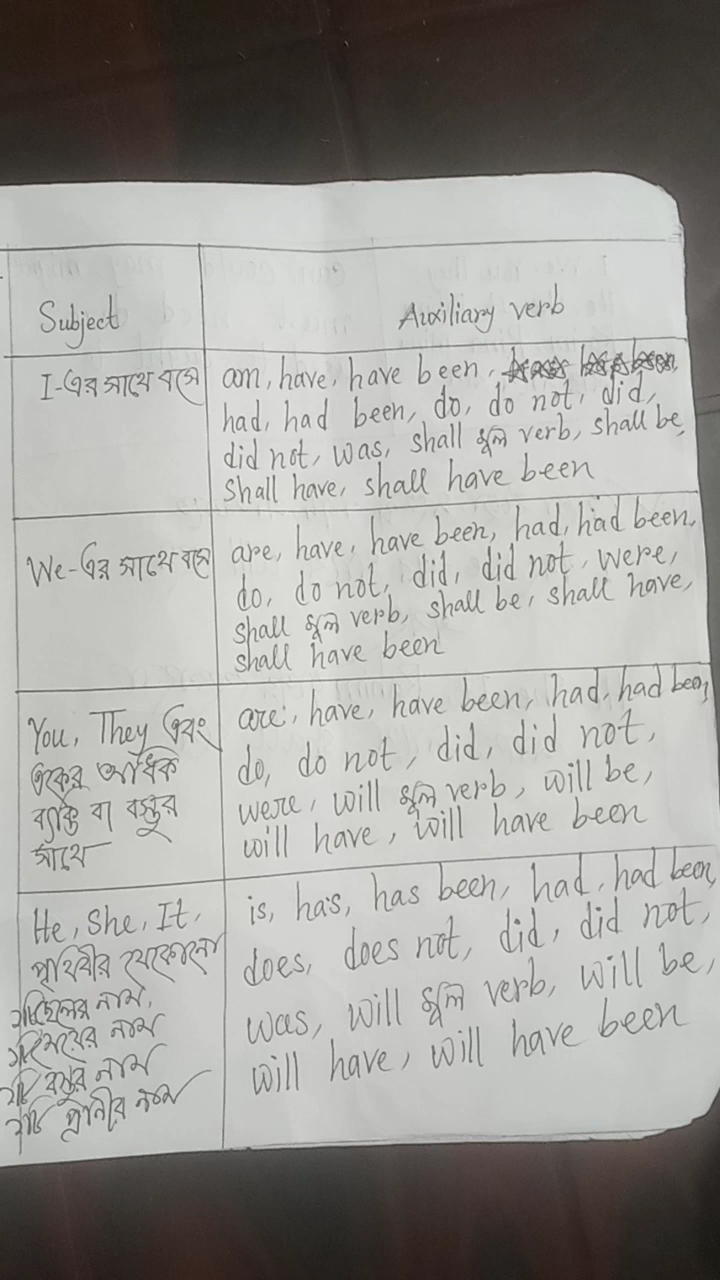 Subject
Auxiliary verb
I-এর সাথে বসে
am, have, have been,
had, had been, do, do not, did,
did not, was, shall মূল verb, shall be,
shall have, shall have been
We-এর সাথে বসে
are, have, have been, had, had been,
do, do not, did, did not, were,
shall মূল verb, shall be, shall have,
shall have been
You, They এবং
একের অধিক
ব্যক্তি বা বস্তুর
সাথে
are, have, have been, had, had been,
do, do not, did, did not,
were, will মূল verb, will be,
will have, will have been
He, She, It,
পৃথিবীর যেকোনো
ছেলের নাম,
মেয়ের নাম
বস্তুর নাম
প্রানীর নাম
is, has, has been, had, had been,
does, does not, did, did not,
was, will মূল verb, will be,
will have, will have been